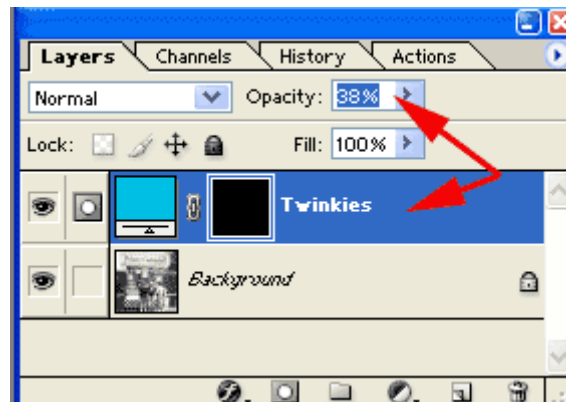 Layers Channels History Actions
Normal Opacity: 38%
Lock: Fill: 100%
Twinkies
Background